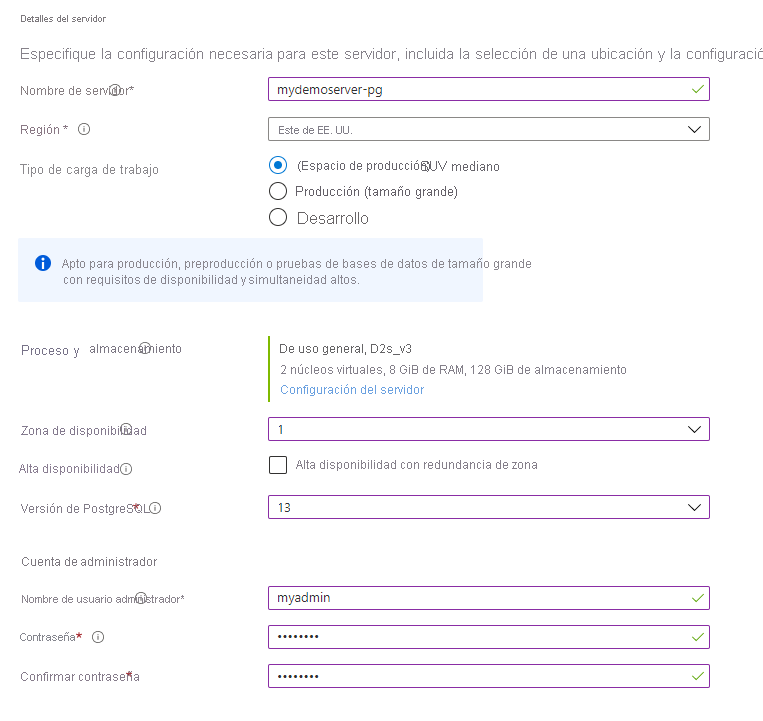 Detalles del servidor
Especifique la configuración necesaria para este servidor, incluida la selección de una ubicación y la configuració
Nombre de servidor*
mydemoserver-pg
Región *
Este de EE. UU.
Tipo de carga de trabajo
(Espacio de producción) SUV mediano
Producción (tamaño grande)
Desarrollo
Apto para producción, preproducción o pruebas de bases de datos de tamaño grande
con requisitos de disponibilidad y simultaneidad altos.
Proceso y almacenamiento
De uso general, D2s_v3
2 núcleos virtuales, 8 GiB de RAM, 128 GiB de almacenamiento
Configuración del servidor
Zona de disponibilidad
1
Alta disponibilidad
Alta disponibilidad con redundancia de zona
Versión de PostgreSQL*
13
Cuenta de administrador
Nombre de usuario administrador*
myadmin
Contraseña*
••••••••
Confirmar contraseña*
••••••••